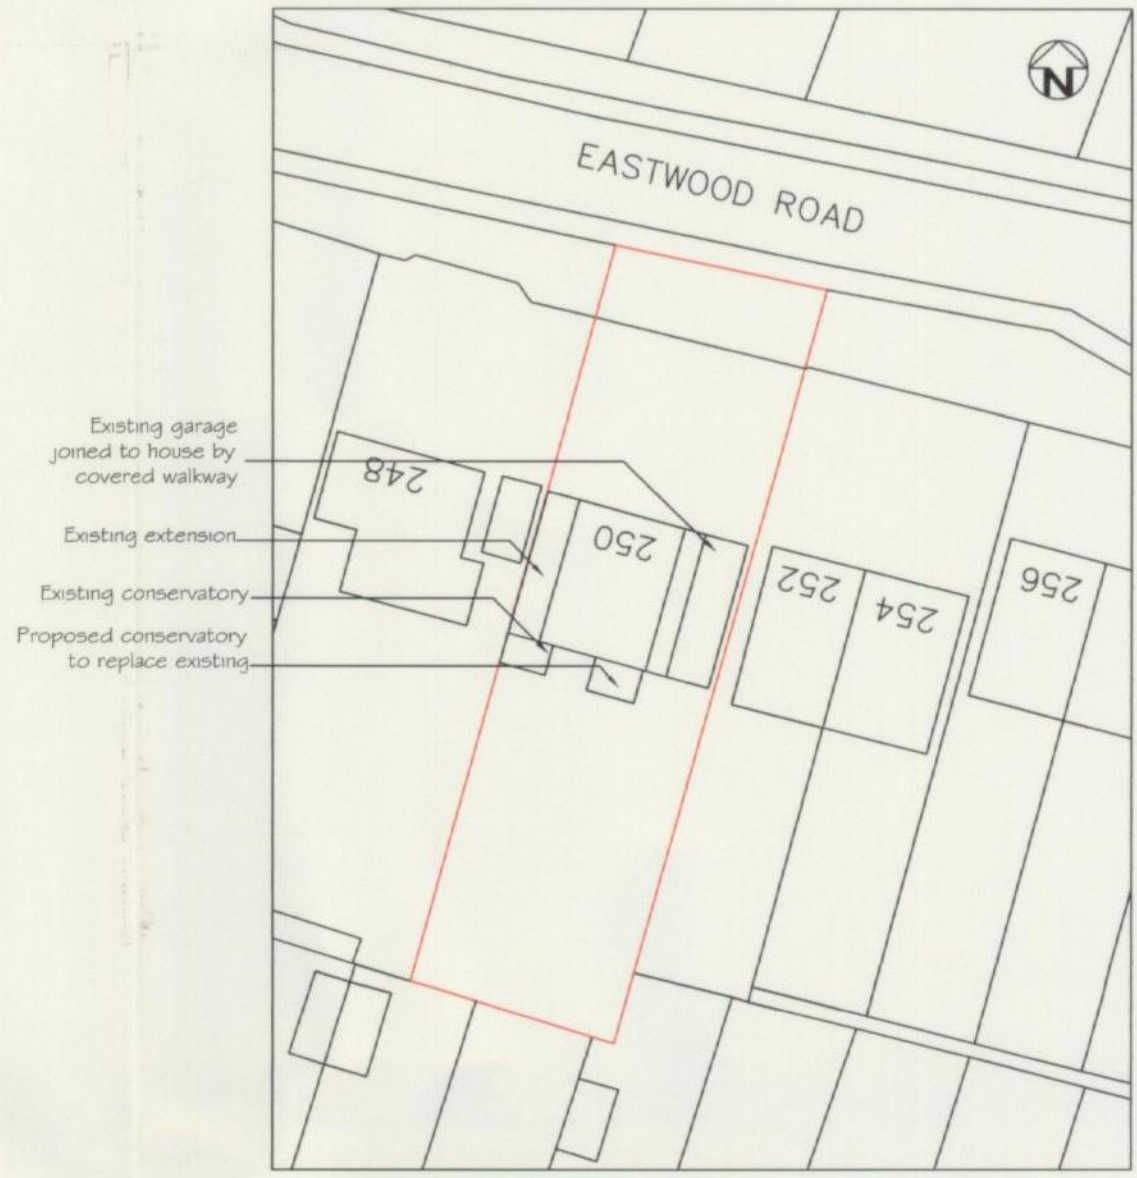 N
EASTWOOD ROAD
Existing garage
joined to house by
covered walkway
248
Existing extension
250
252
254
256
Existing conservatory
Proposed conservatory
to replace existing